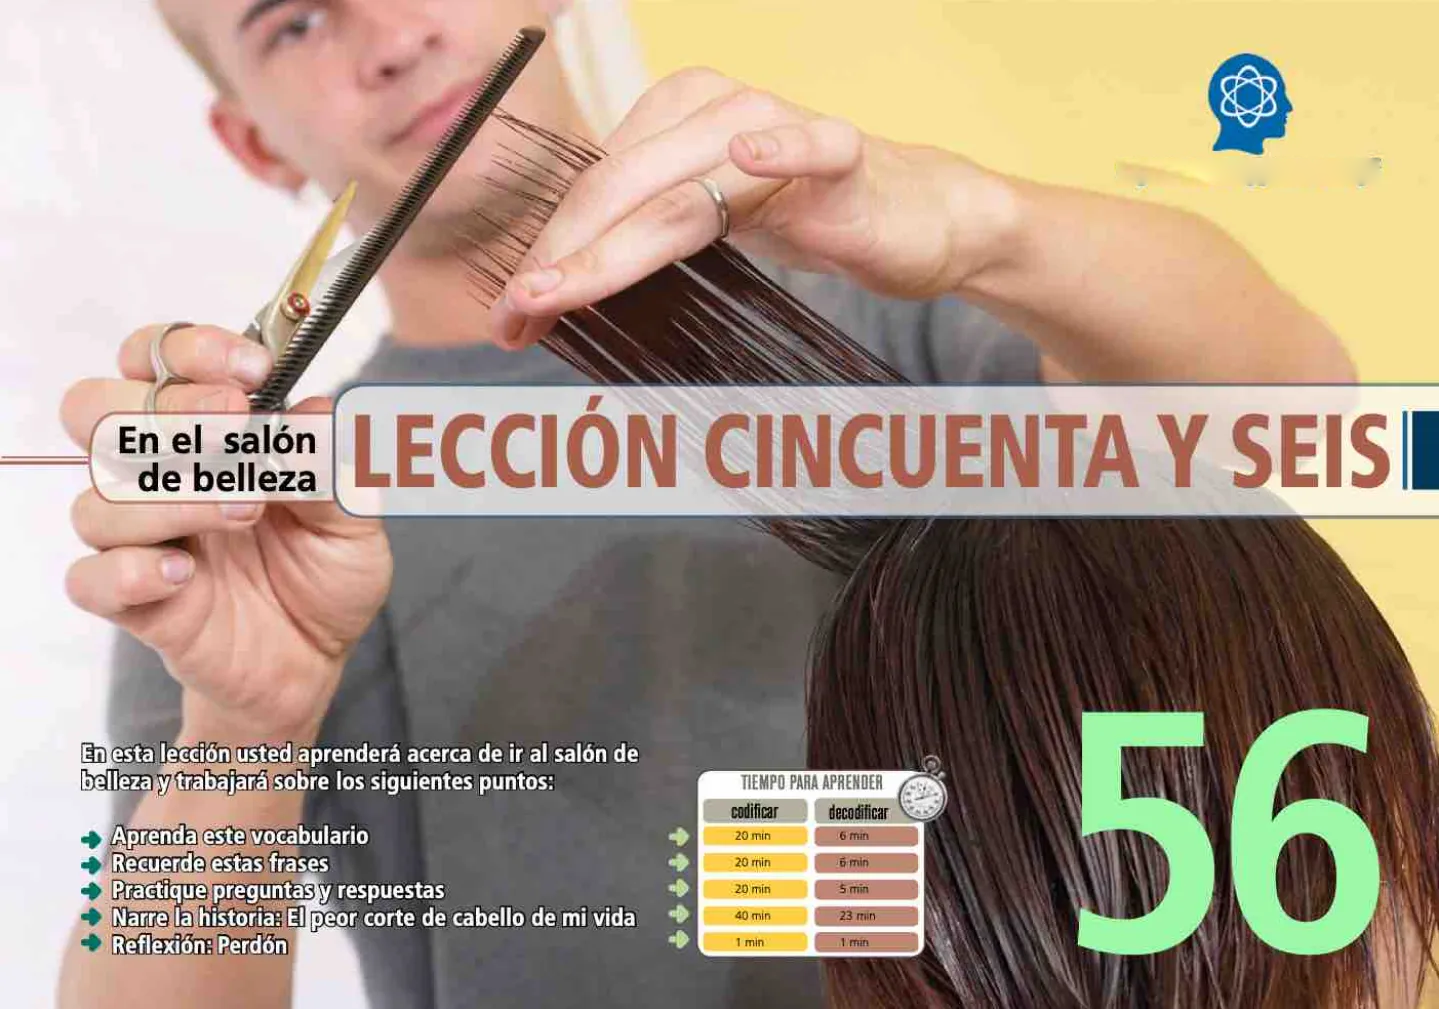 En el salón
de belleza
LECCIÓN CINCUENTA Y SEIS
En esta lección usted aprenderá acerca de ir al salón de
belleza y trabajará sobre los siguientes puntos:
Aprenda este vocabulario
Recuerde estas frases
Practique preguntas y respuestas
Narre la historia: El peor corte de cabello de mi vida
Reflexión: Perdón
TIEMPO PARA APRENDER
codificar decodificar
20 min 6 min
20 min 6 min
20 min 5 min
40 min 23 min
1 min 1 min
56